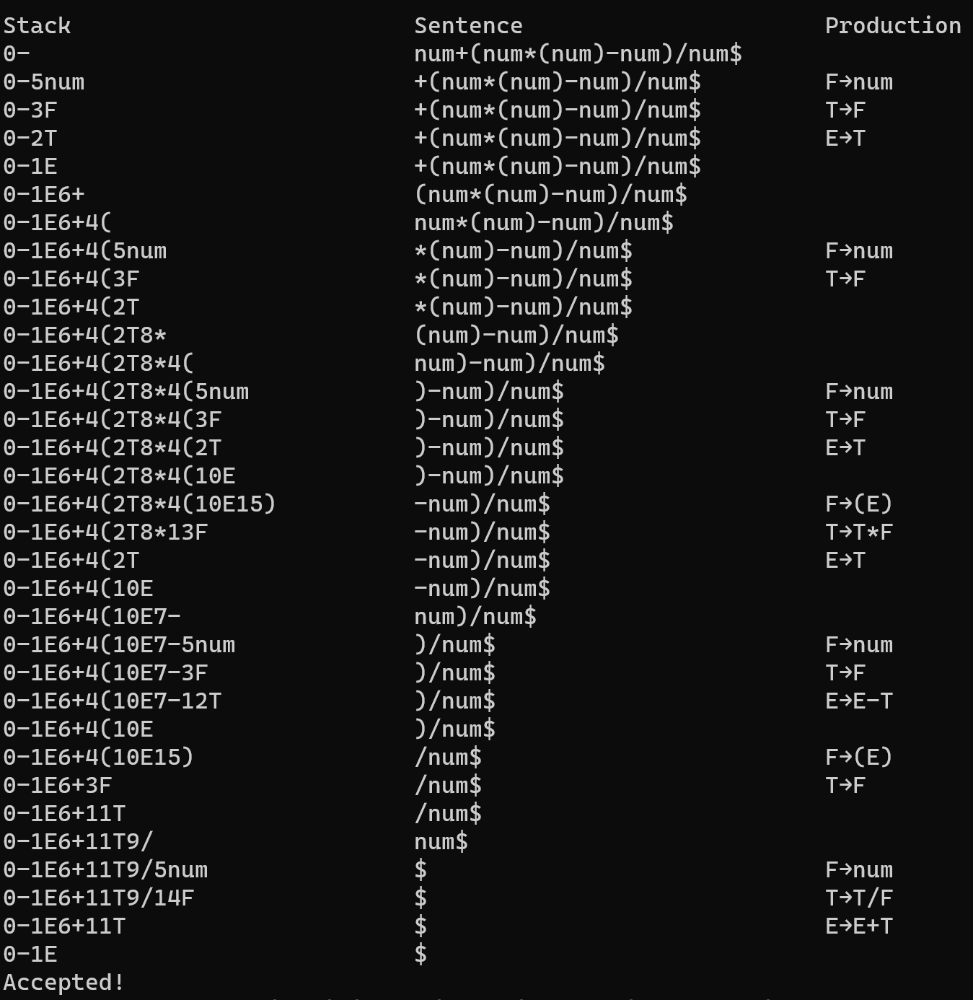 Stack Sentence Production
0- num+(num*(num)-num)/num$
0-5num +(num*(num)-num)/num$ F→num
0-3F +(num*(num)-num)/num$ T→F
0-2T +(num*(num)-num)/num$ E→T
0-1E +(num*(num)-num)/num$
0-1E6+ (num*(num)-num)/num$
0-1E6+4( num*(num)-num)/num$
0-1E6+4(5num *(num)-num)/num$ F→num
0-1E6+4(3F *(num)-num)/num$ T→F
0-1E6+4(2T *(num)-num)/num$
0-1E6+4(2T8* (num)-num)/num$
0-1E6+4(2T8*4( num)-num)/num$
0-1E6+4(2T8*4(5num )-num)/num$ F→num
0-1E6+4(2T8*4(3F )-num)/num$ T→F
0-1E6+4(2T8*4(2T )-num)/num$ E→T
0-1E6+4(2T8*4(10E )-num)/num$
0-1E6+4(2T8*4(10E15) -num)/num$ F→(E)
0-1E6+4(2T8*13F -num)/num$ T→T*F
0-1E6+4(2T -num)/num$ E→T
0-1E6+4(10E -num)/num$
0-1E6+4(10E7- num)/num$
0-1E6+4(10E7-5num )/num$ F→num
0-1E6+4(10E7-3F )/num$ T→F
0-1E6+4(10E7-12T )/num$ E→E-T
0-1E6+4(10E )/num$
0-1E6+4(10E15) /num$ F→(E)
0-1E6+3F /num$ T→F
0-1E6+11T /num$
0-1E6+11T9/ num$
0-1E6+11T9/5num $ F→num
0-1E6+11T9/14F $ T→T/F
0-1E6+11T $ E→E+T
0-1E $
Accepted!